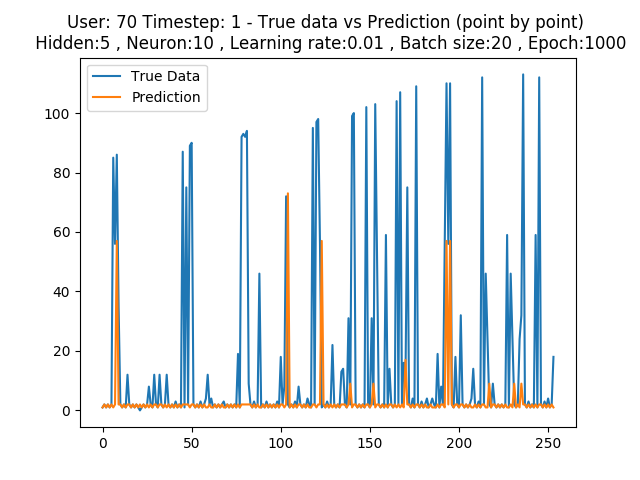 User: 70 Timestep: 1 - True data vs Prediction (point by point)
Hidden:5 , Neuron:10 , Learning rate:0.01 , Batch size:20 , Epoch:1000
True Data
Prediction
100
80
60
40
20
0
0 50 100 150 200 250